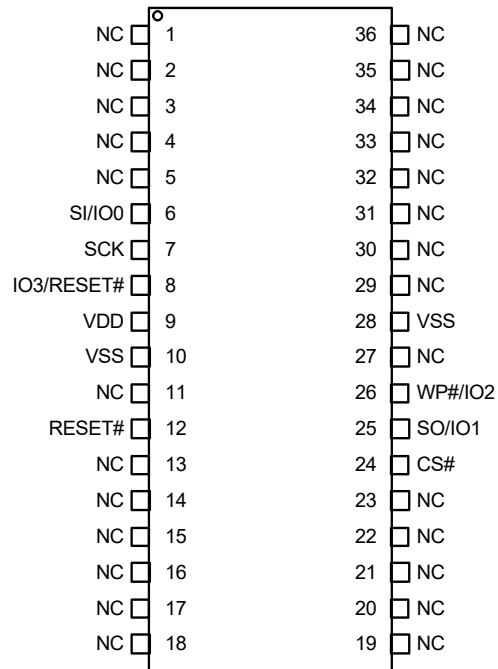 NC 1 36 NC
NC 2 35 NC
NC 3 34 NC
NC 4 33 NC
NC 5 32 NC
SI/IO0 6 31 NC
SCK 7 30 NC
IO3/RESET# 8 29 NC
VDD 9 28 VSS
VSS 10 27 NC
NC 11 26 WP#/IO2
RESET# 12 25 SO/IO1
NC 13 24 CS#
NC 14 23 NC
NC 15 22 NC
NC 16 21 NC
NC 17 20 NC
NC 18 19 NC